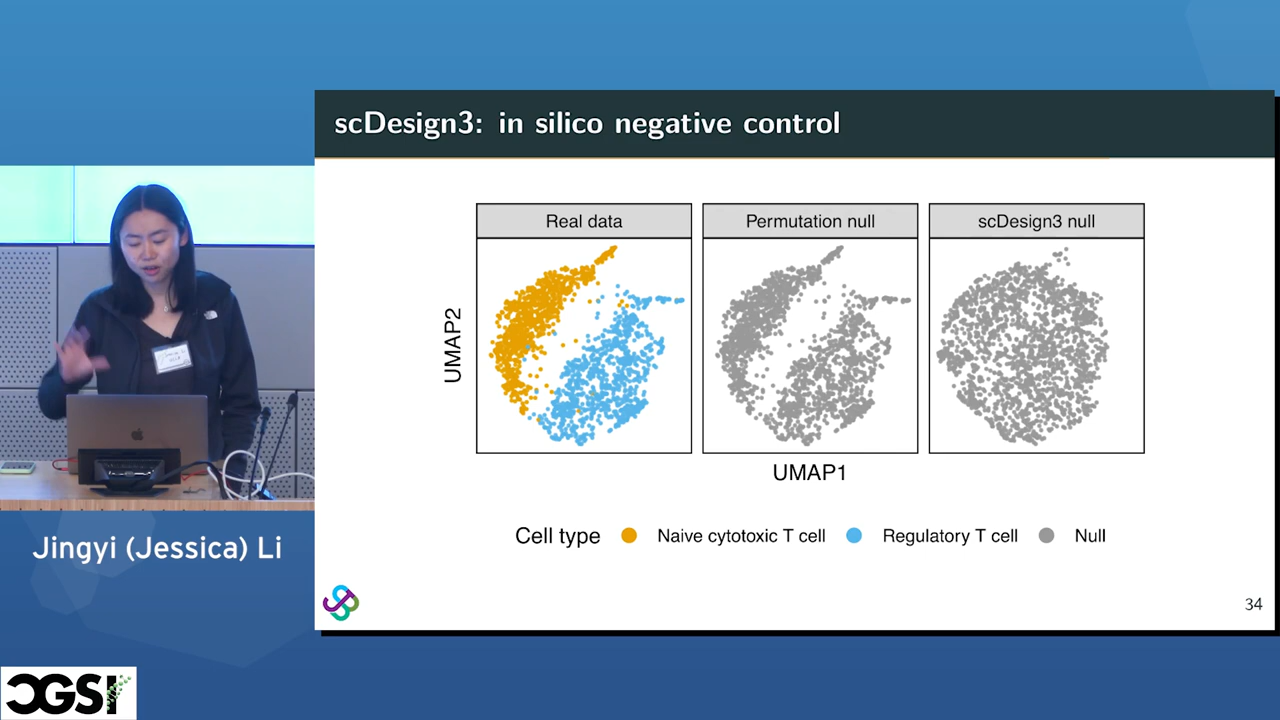 scDesign3: in silico negative control
Real data
Permutation null
scDesign3 null
UMAP2
UMAP1
Cell type Naive cytotoxic T cell Regulatory T cell Null
34
Jingyi (Jessica) Li
CGSI